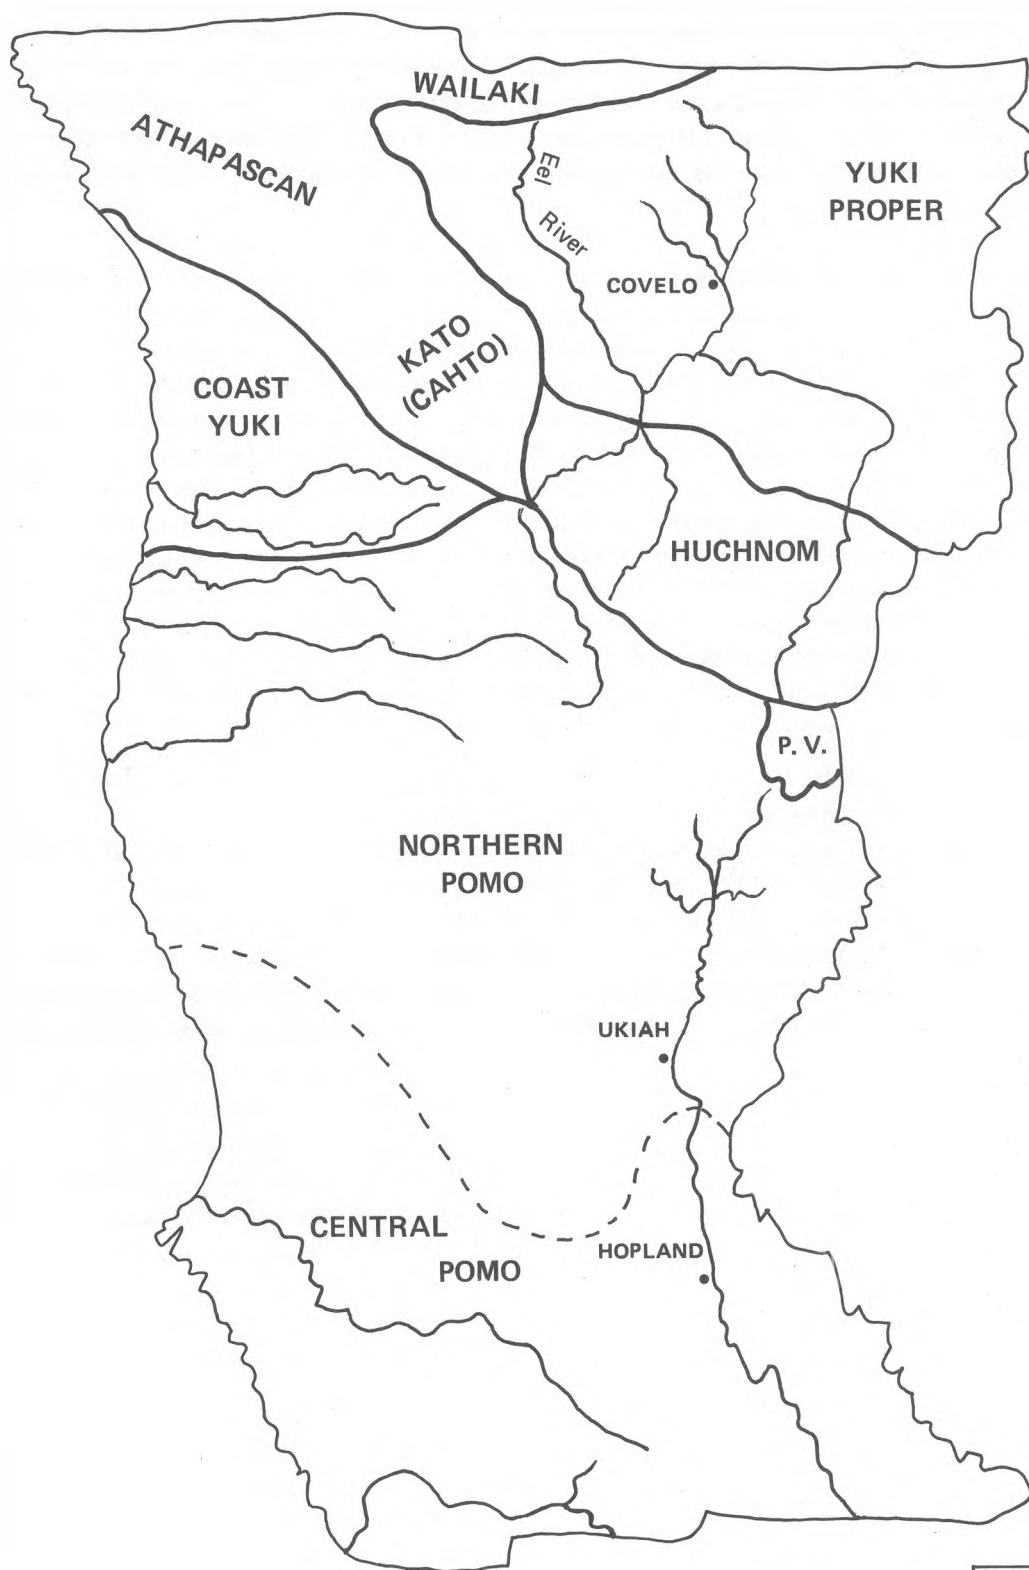 WAILAKI
ATHAPASCAN
Eel
River
YUKI
PROPER
COVELO
KATO
(CAHTO)
COAST
YUKI
HUCHNOM
P. V.
NORTHERN
POMO
UKIAH
CENTRAL
POMO
HOPLAND